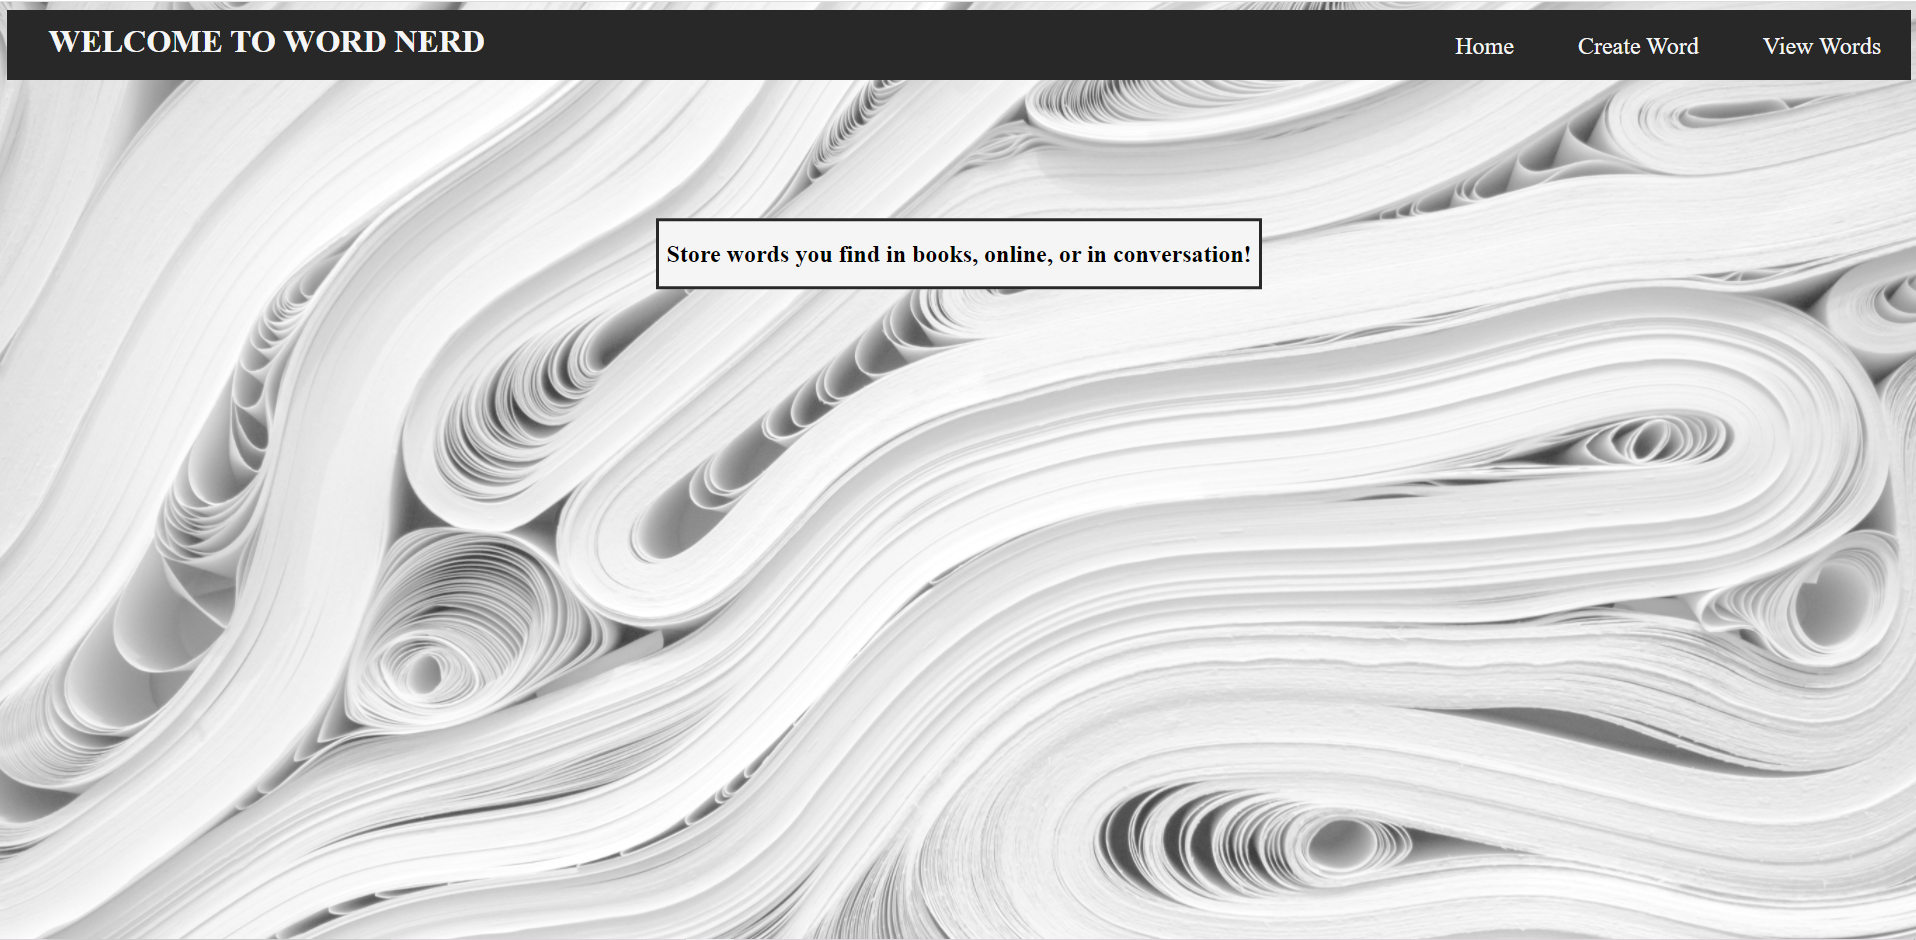 WELCOME TO WORD NERD
Home Create Word View Words
Store words you find in books, online, or in conversation!